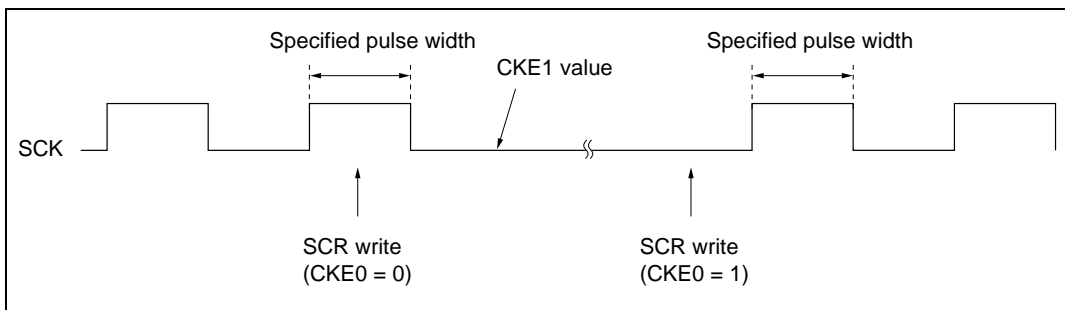 Specified pulse width
Specified pulse width
CKE1 value
SCK
SCR write
(CKE0 = 0)
SCR write
(CKE0 = 1)